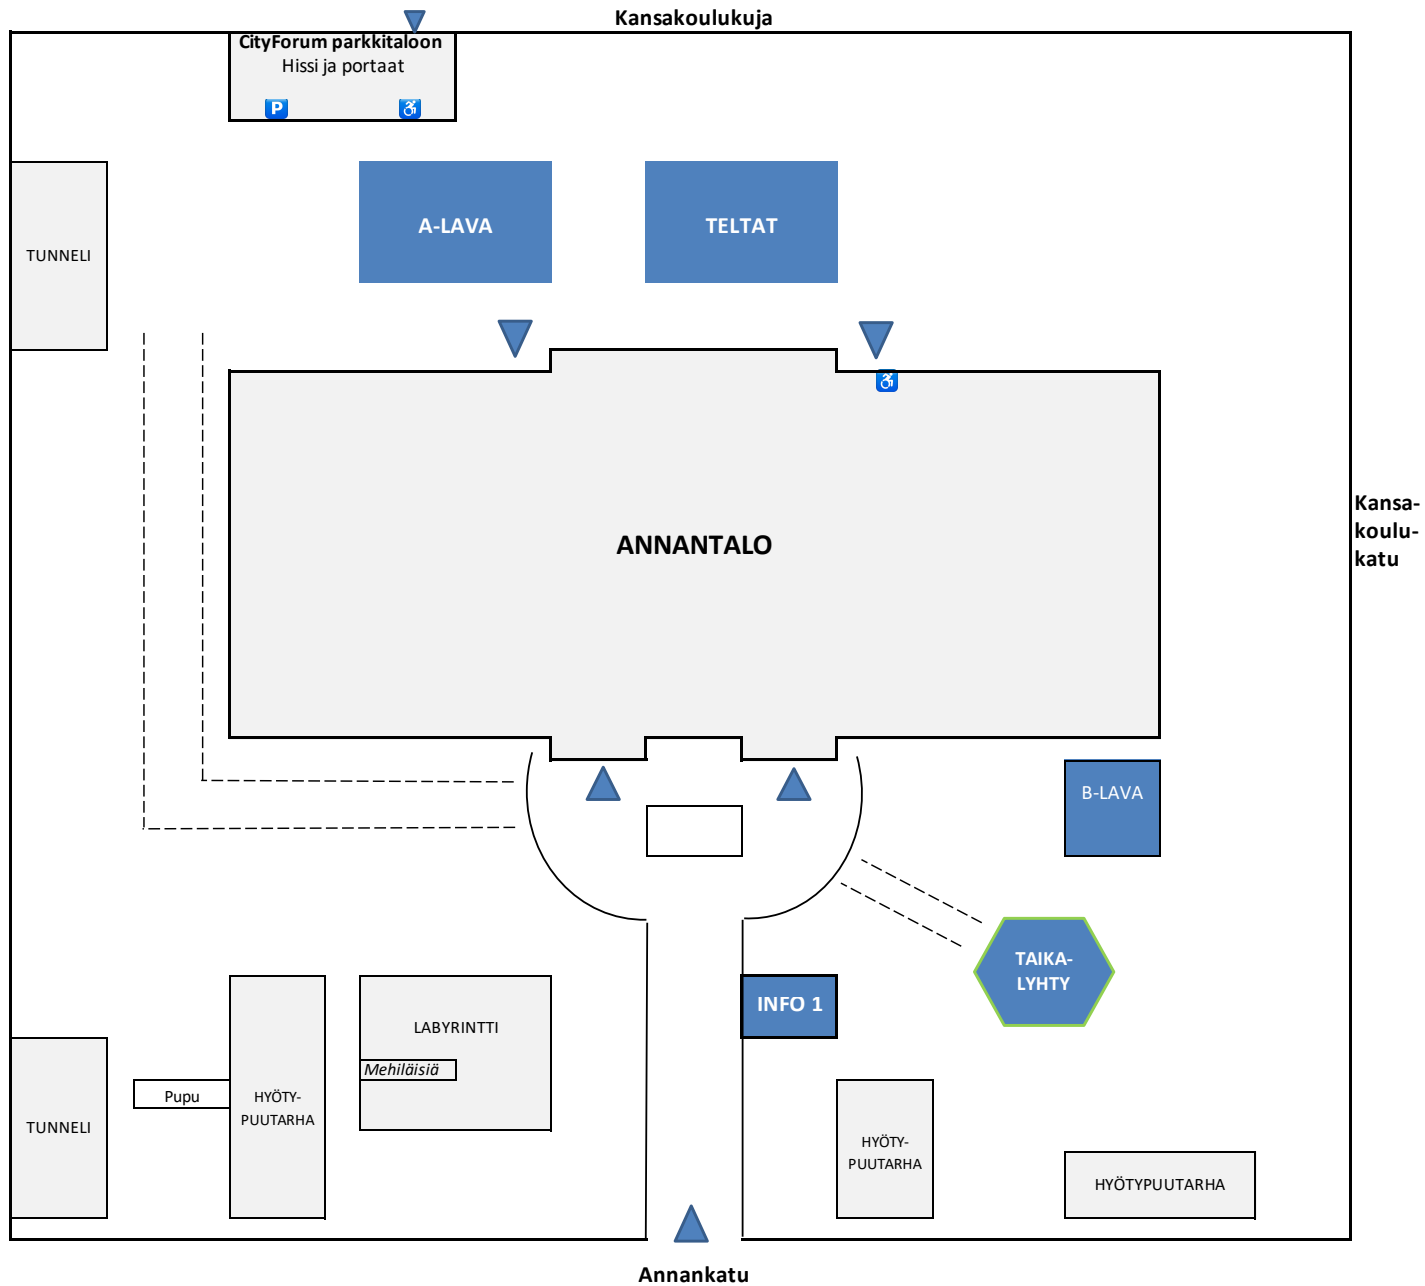 Kansakoulukuja
CityForum parkkitaloon
Hissi ja portaat
P
A-LAVA
TELTAT
TUNNELI
ANNANTALO
Kansa-
koulu-
katu
B-LAVA
TAIKA-
LYHTY
INFO 1
LABYRINTTI
Mehiläisiä
Pupu
HYÖTY-
PUUTARHA
TUNNELI
HYÖTY-
PUUTARHA
HYÖTYPUUTARHA
Annankatu